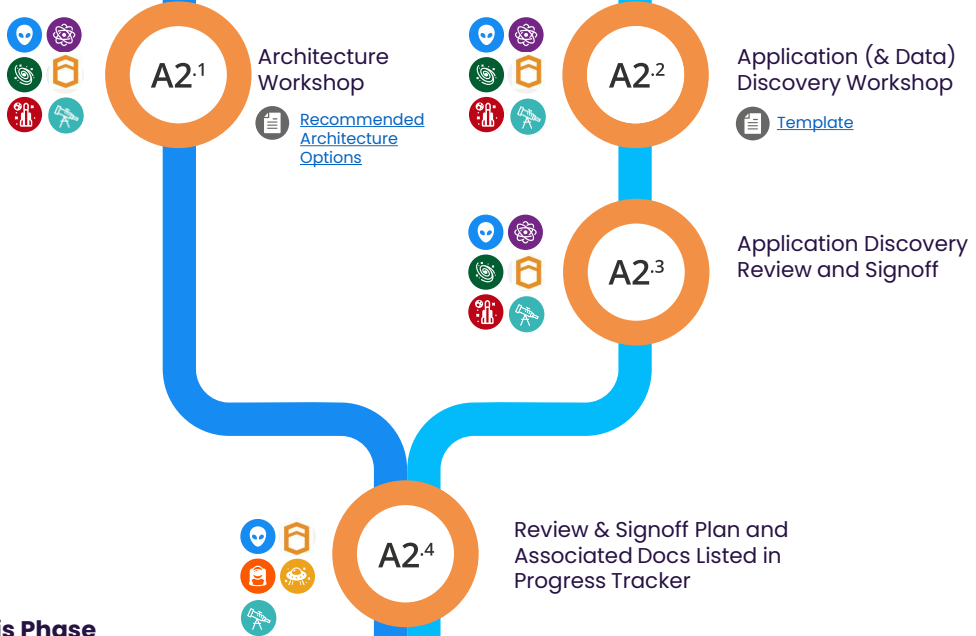 A2.1
Architecture
Workshop
Recommended
Architecture
Options
A2.2
Application (& Data)
Discovery Workshop
Template
A2.3
Application Discovery
Review and Signoff
A2.4
Review & Signoff Plan and
Associated Docs Listed in
Progress Tracker
is Phase